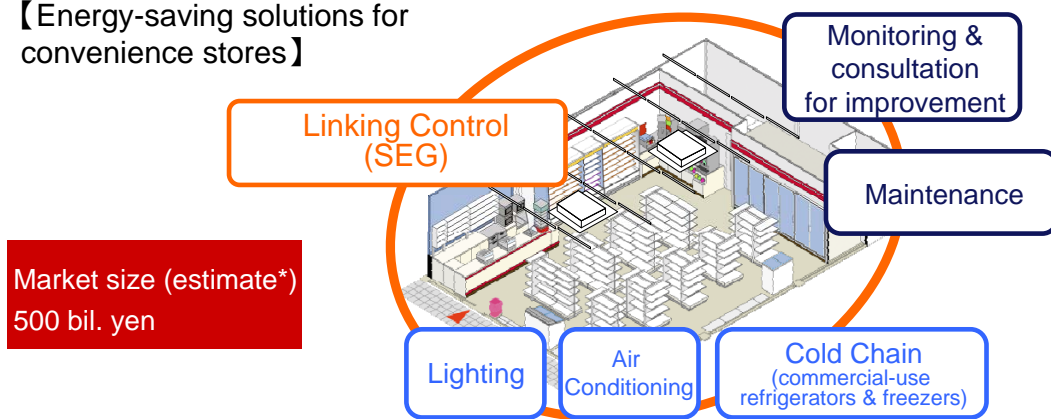 【Energy-saving solutions for
convenience stores】
Monitoring &
consultation
for improvement
Linking Control
(SEG)
Maintenance
Market size (estimate*)
500 bil. yen
Lighting
Air
Conditioning
Cold Chain
(commercial-use
refrigerators & freezers)